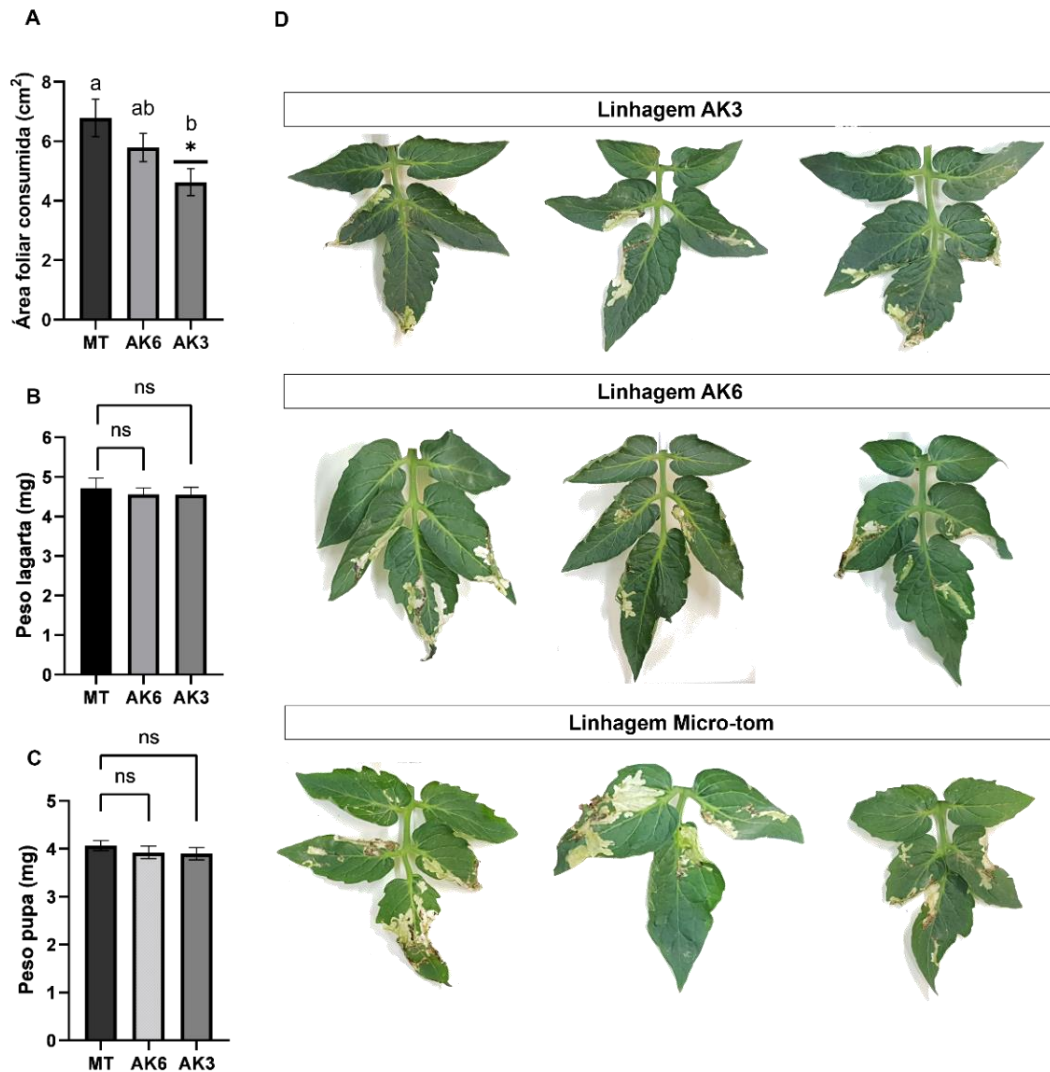 A
D
Área foliar consumida (cm²)
8
6
4
2
0
a
ab
b
*
MT AK6 AK3
B
Peso lagarta (mg)
6
5
4
3
2
1
0
ns
ns
MT AK6 AK3
C
Peso pupa (mg)
5
4
3
2
1
0
ns
ns
MT AK6 AK3
Linhagem AK3
Linhagem AK6
Linhagem Micro-tom